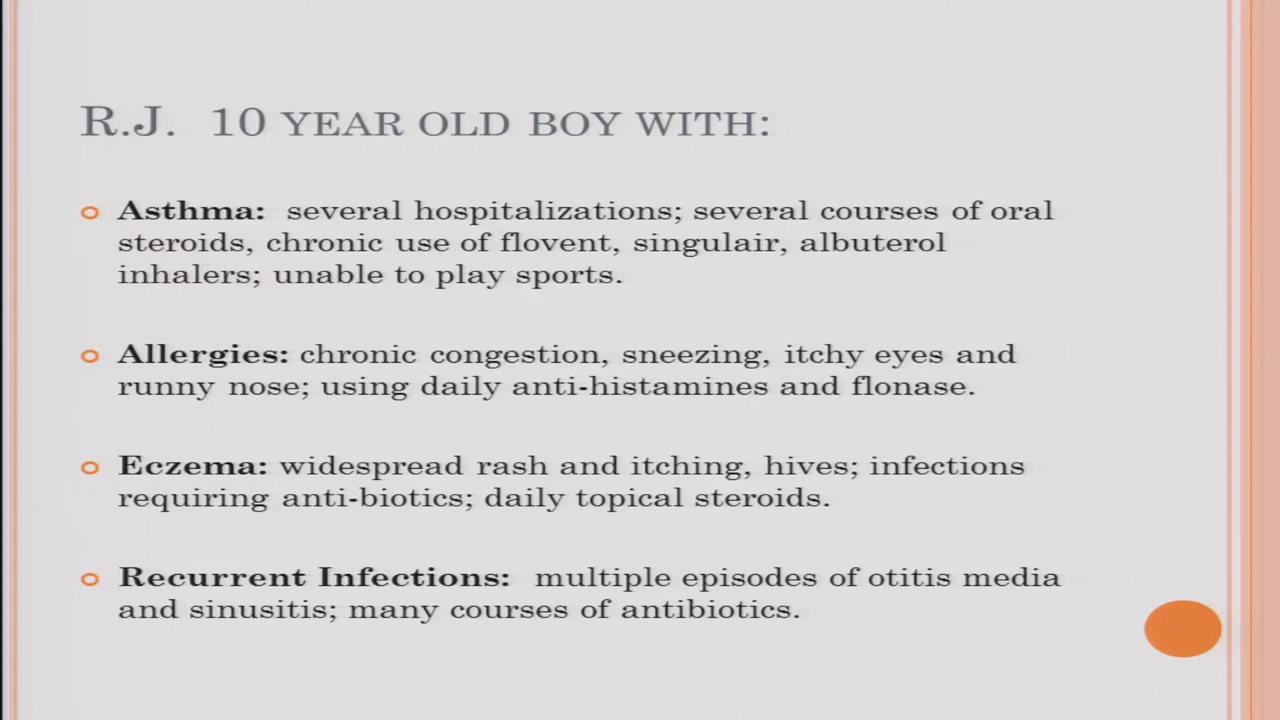 R.J. 10 YEAR OLD BOY WITH:
Asthma: several hospitalizations; several courses of oral
steroids, chronic use of flovent, singulair, albuterol
inhalers; unable to play sports.
Allergies: chronic congestion, sneezing, itchy eyes and
runny nose; using daily anti-histamines and flonase.
Eczema: widespread rash and itching, hives; infections
requiring anti-biotics; daily topical steroids.
Recurrent Infections: multiple episodes of otitis media
and sinusitis; many courses of antibiotics.